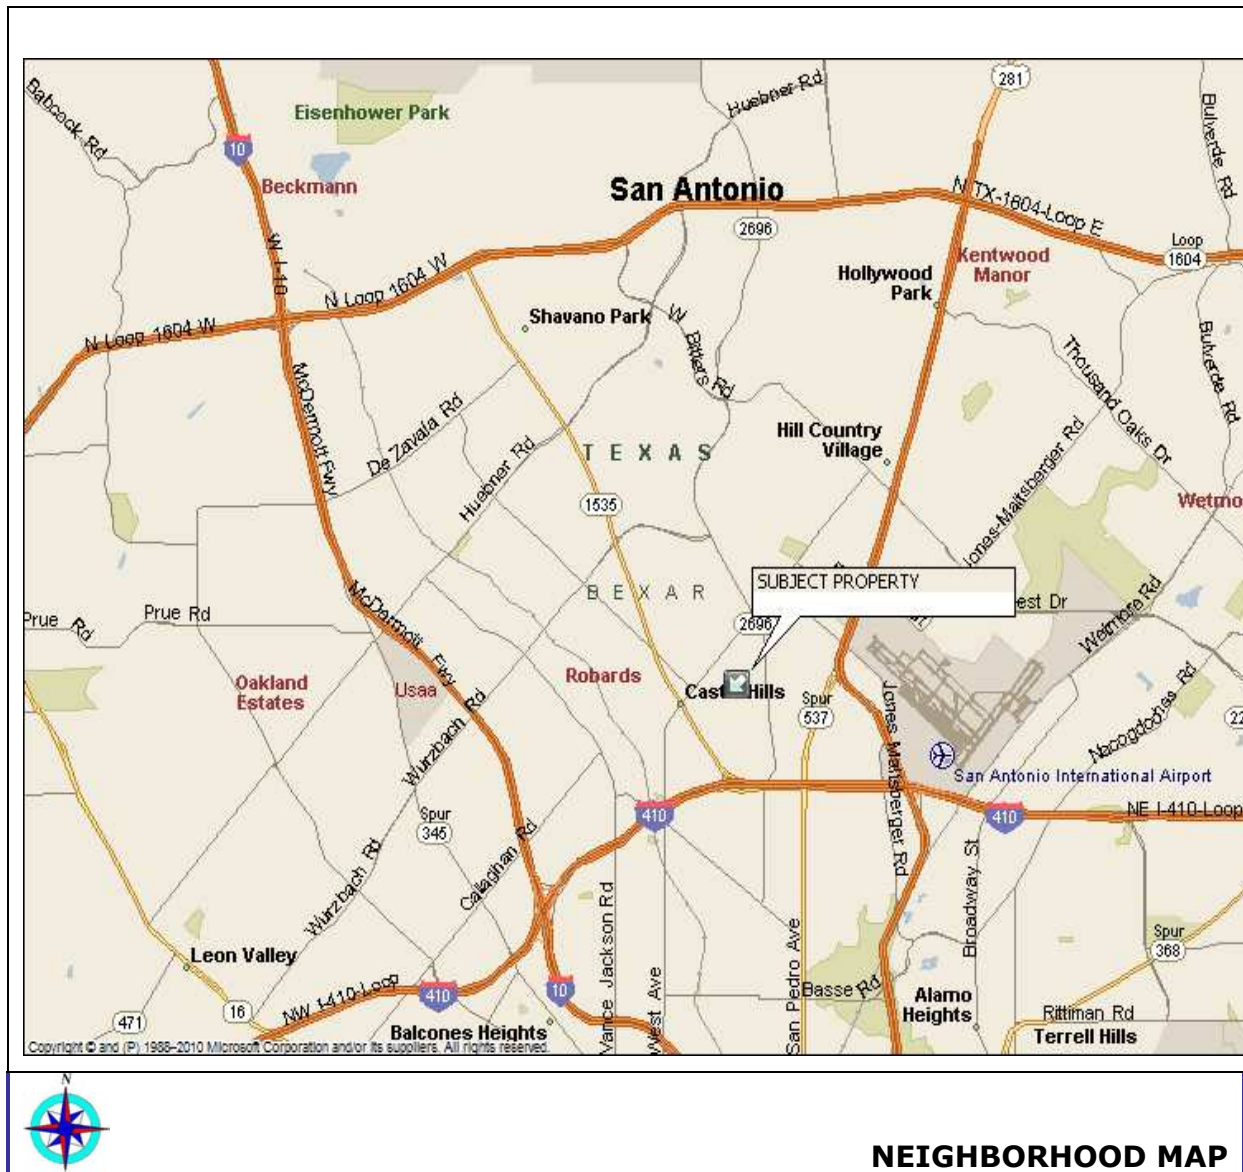 281
Huebner Rd
Babcock Rd
Bulverde Rd
Eisenhower Park
10
Beckmann
San Antonio
N TX-1604-Loop E
2696
Loop
1604
Kentwood
Manor
W I-10
Hollywood
Park
N Loop 1604 W
N Loop 1604 W
Shavano Park
W Bitters Rd
Bulverde Rd
Thousand Oaks Dr
McDermott Fwy
De Zavala Rd
Huebner Rd
TEXAS
Hill Country
Village
Jones-Maltsberger Rd
1535
Wetmo
BEXAR
SUBJECT PROPERTY
est Dr
Wetmore Rd
2696
Prue Rd
Prue Rd
McDermott Fwy
Oakland
Estates
Usaa
Robards
Cast Hills
Spur
537
Jones Maltsberger Rd
Nacogdoches Rd
22
Wurzbach Rd
San Antonio International Airport
Spur
345
410
410
NE I-410-Loop
Wurzbach Rd
Callaghan Rd
Vance Jackson Rd
West Ave
San Pedro Ave
Broadway St
Spur
368
Leon Valley
NW I-410-Loop
410
10
Basse Rd
Alamo
Heights
471
16
Balcones Heights
Rittiman Rd
Terrell Hills
Copyright © and (P) 1988–2010 Microsoft Corporation and/or its suppliers. All rights reserved.
N
NEIGHBORHOOD MAP